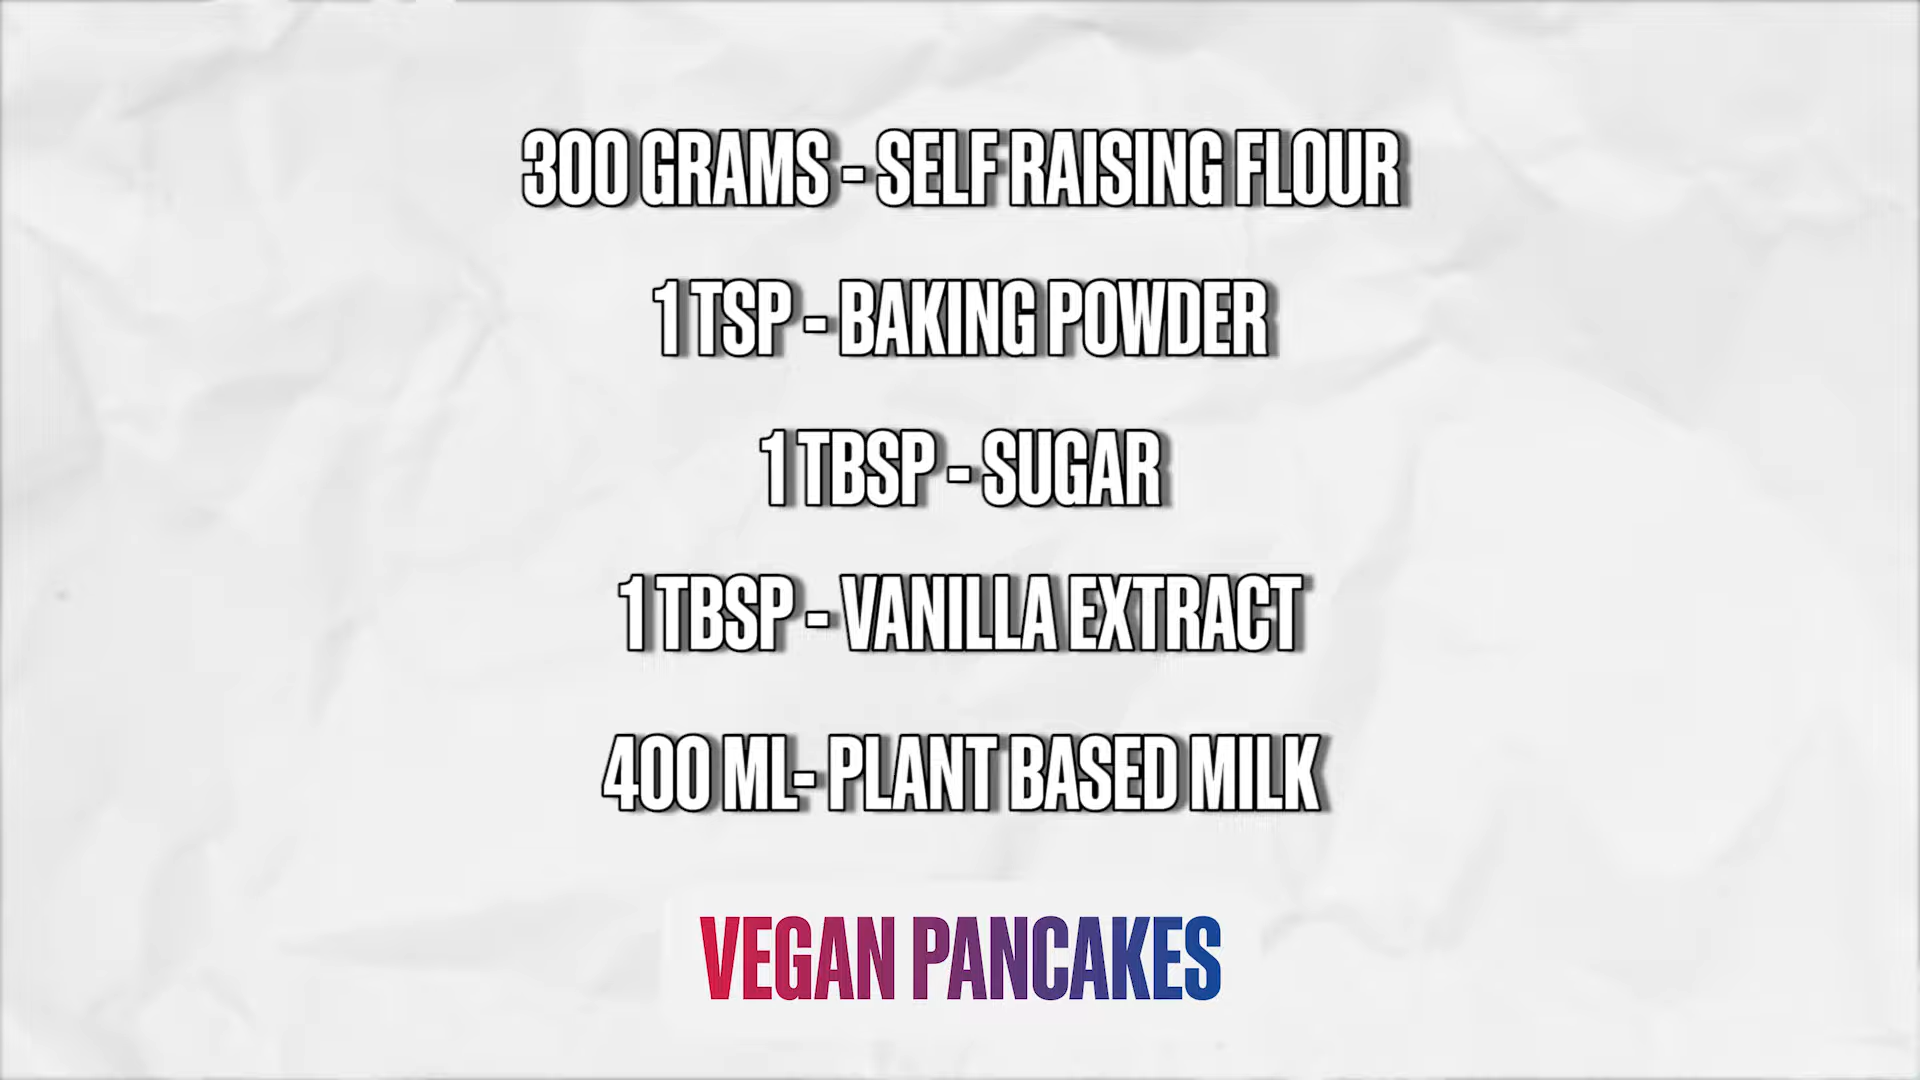 300 GRAMS - SELF RAISING FLOUR
1 TSP - BAKING POWDER
1 TBSP - SUGAR
1 TBSP - VANILLA EXTRACT
400 ML- PLANT BASED MILK
VEGAN PANCAKES